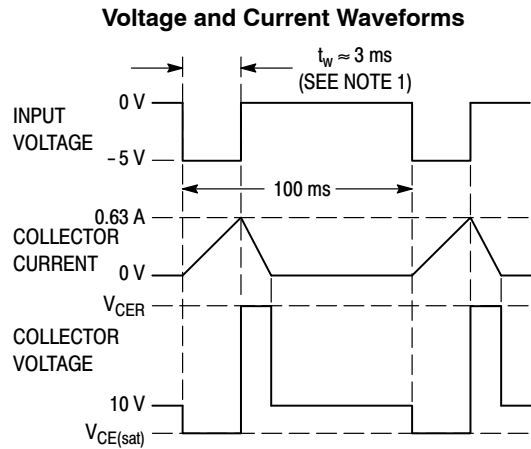 Voltage and Current Waveforms
t_w ≈ 3 ms
(SEE NOTE 1)
0 V
INPUT
VOLTAGE
–5 V
100 ms
0.63 A
COLLECTOR
CURRENT
0 V
V_CER
COLLECTOR
VOLTAGE
10 V
V_CE(sat)